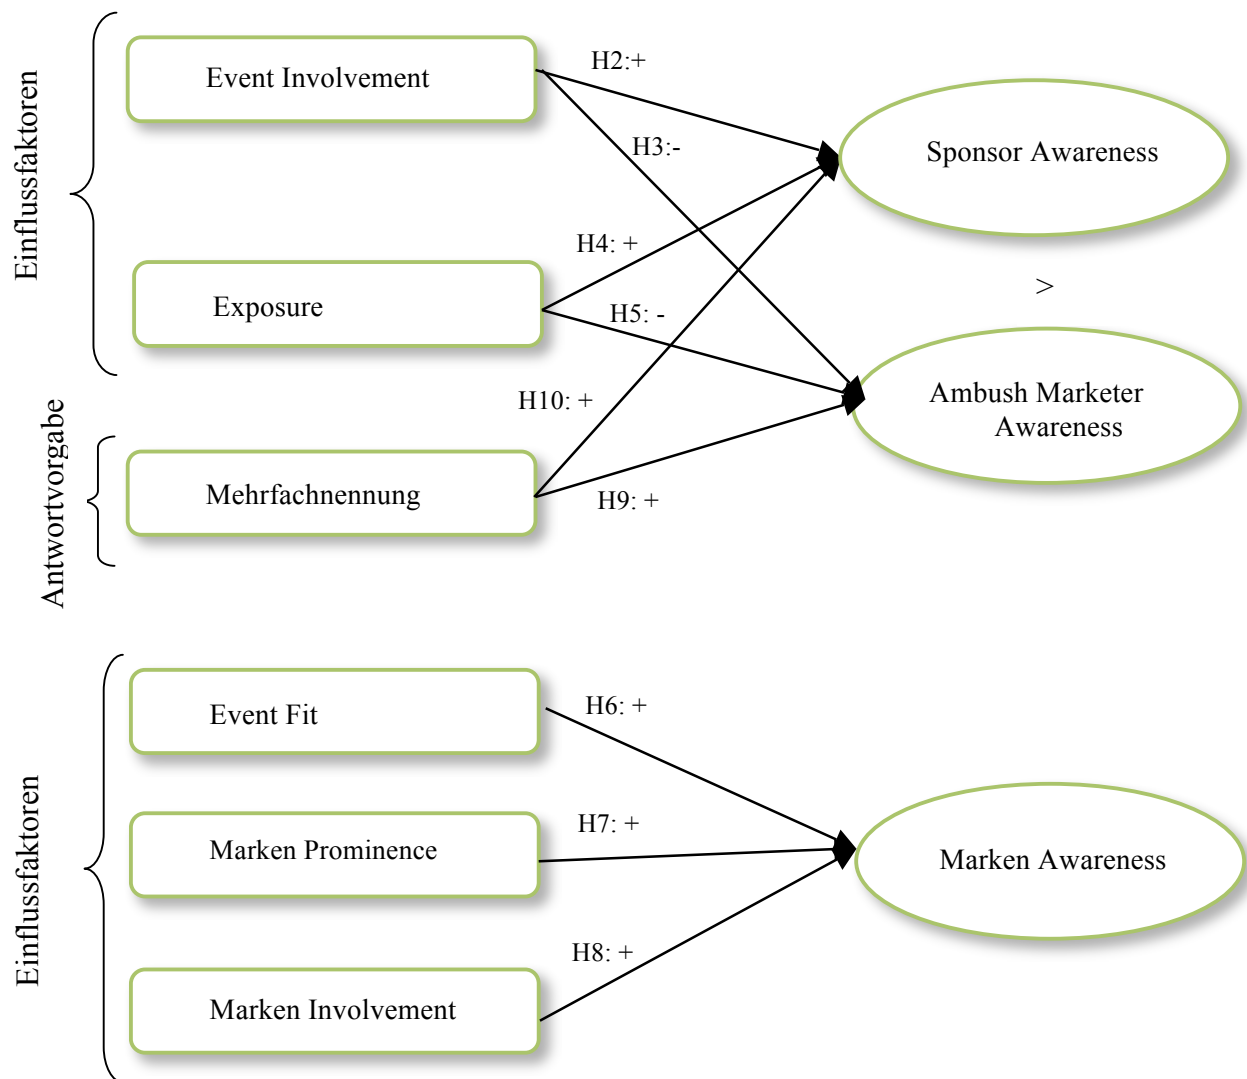 Einflussfaktoren
Event Involvement
H2:+
H3:-
Sponsor Awareness
Exposure
H4: +
H5: -
>
Antwortvorgabe
Mehrfachnennung
H10: +
H9: +
Ambush Marketer
Awareness
Einflussfaktoren
Event Fit
H6: +
Marken Prominence
H7: +
Marken Awareness
Marken Involvement
H8: +